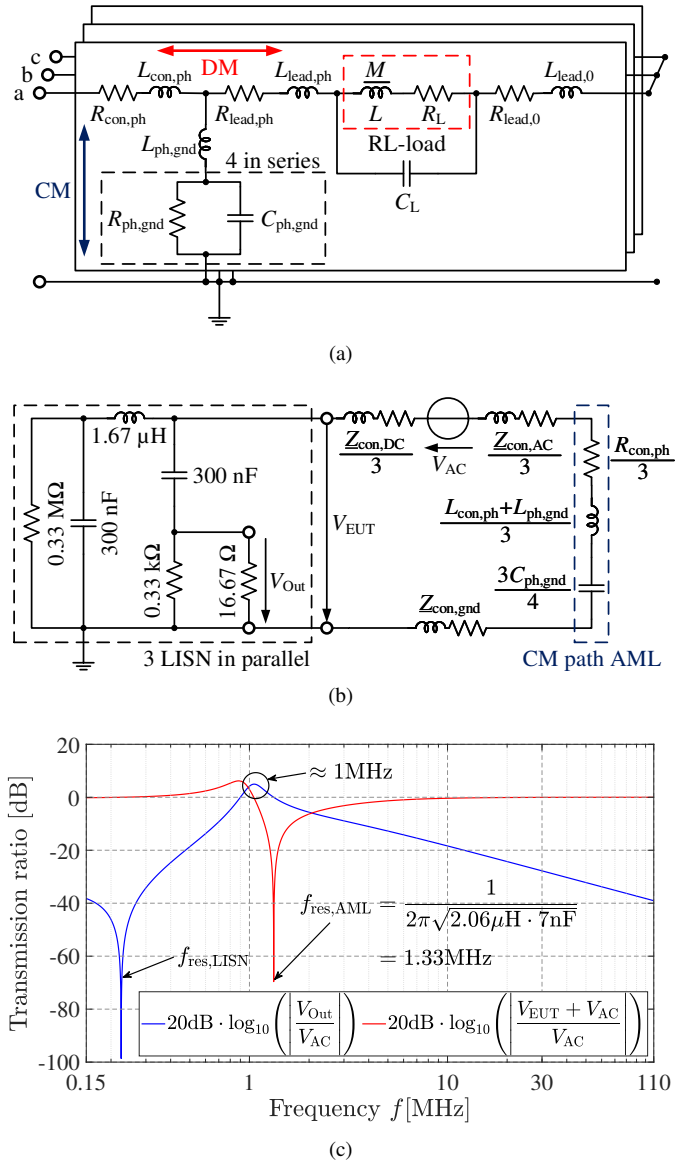 c
b
a
DM
CM
L_con,ph
R_con,ph
L_lead,ph
R_lead,ph
M
L
R_L
RL-load
C_L
L_lead,0
R_lead,0
L_ph,gnd
4 in series
R_ph,gnd
C_ph,gnd
(a)
1.67 µH
0.33 MΩ
300 nF
300 nF
0.33 kΩ
16.67 Ω
V_Out
3 LISN in parallel
V_EUT
Z_con,DC
3
V_AC
Z_con,AC
3
R_con,ph
3
L_con,ph+L_ph,gnd
3
3C_ph,gnd
4
Z_con,gnd
CM path AML
(b)
Transmission ratio [dB]
20
0
-20
-40
-60
-80
-100
≈ 1MHz
f_res,AML = 1/(2π√(2.06µH · 7nF))
= 1.33MHz
f_res,LISN
20dB · log_10(|V_Out/V_AC|)
20dB · log_10(|(V_EUT + V_AC)/V_AC|)
0.15
1
10
30
110
Frequency f[MHz]
(c)